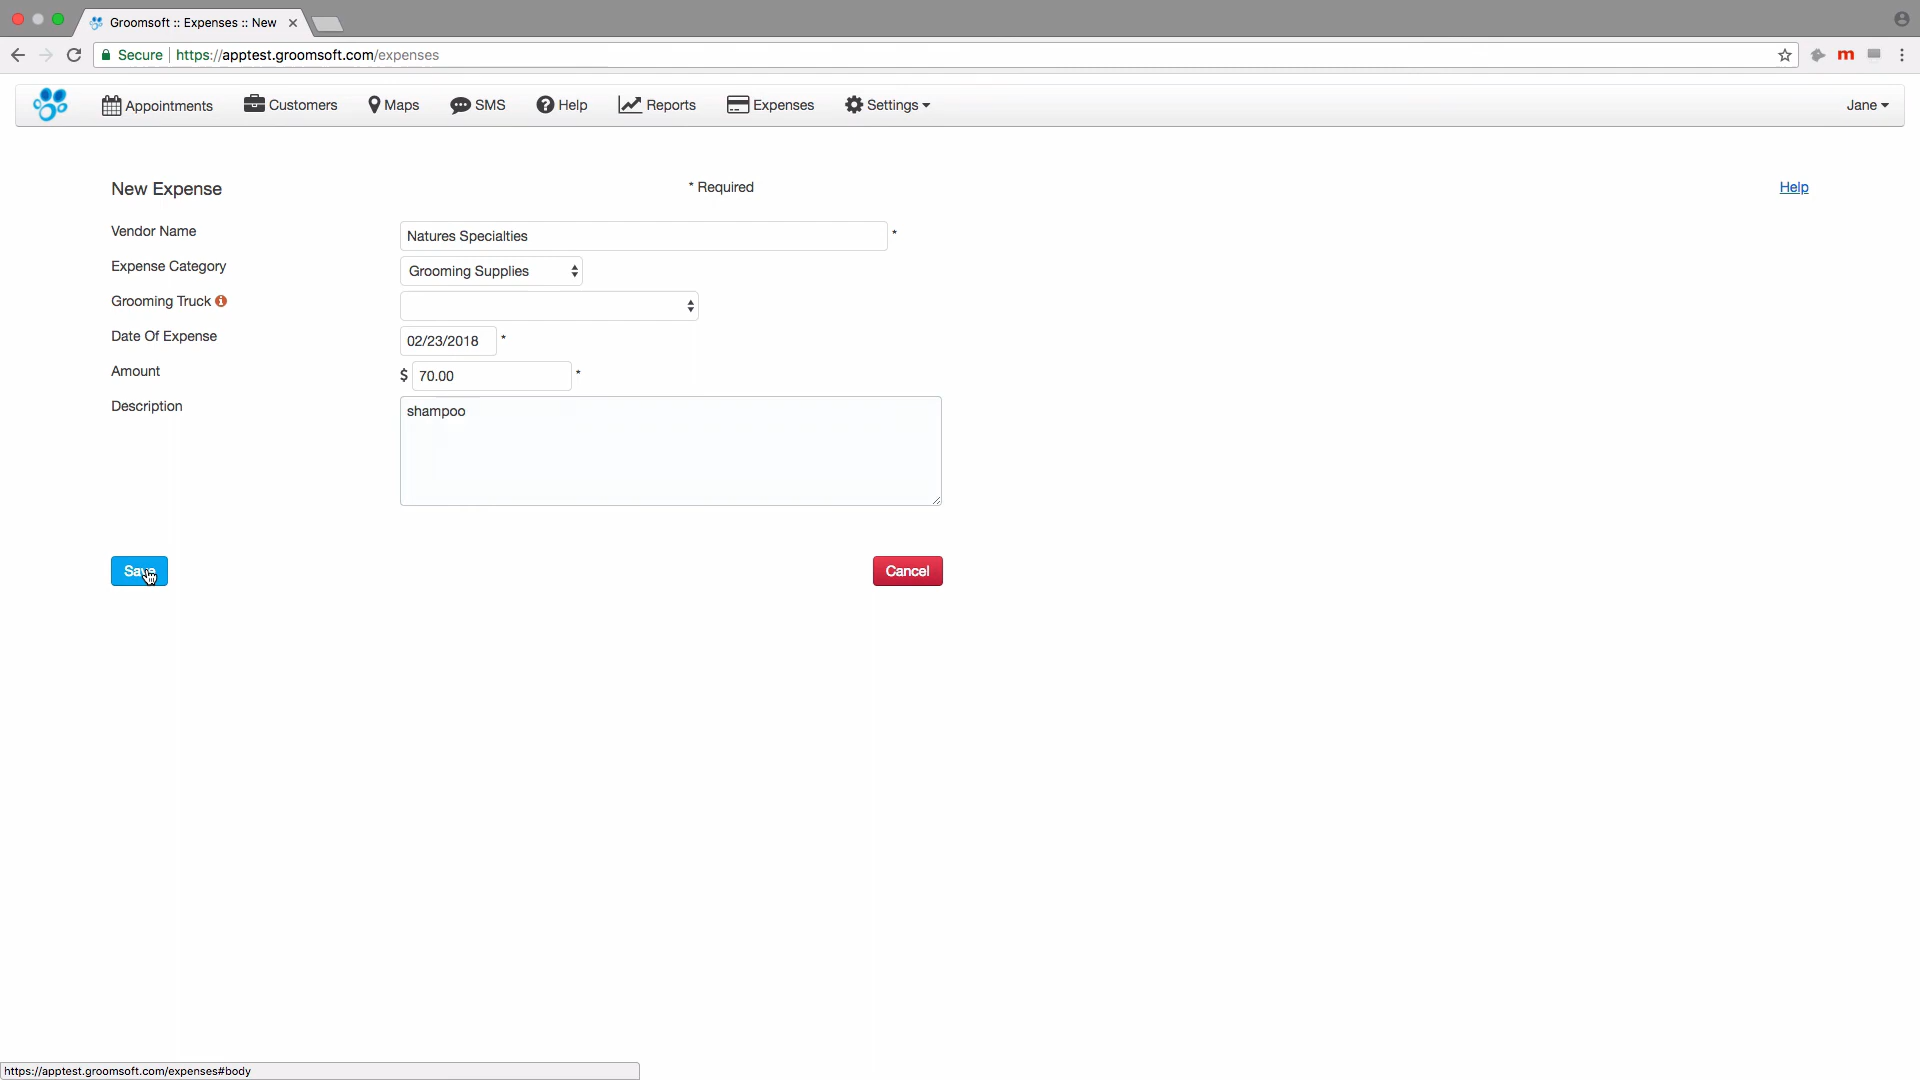 Groomsoft :: Expenses :: New
Secure https://apptest.groomsoft.com/expenses
m
Appointments Customers Maps SMS Help Reports Expenses Settings Jane
New Expense * Required Help
Vendor Name Natures Specialties *
Expense Category Grooming Supplies
Grooming Truck
Date Of Expense 02/23/2018 *
Amount $ 70.00 *
Description shampoo
Save Cancel
https://apptest.groomsoft.com/expenses#body